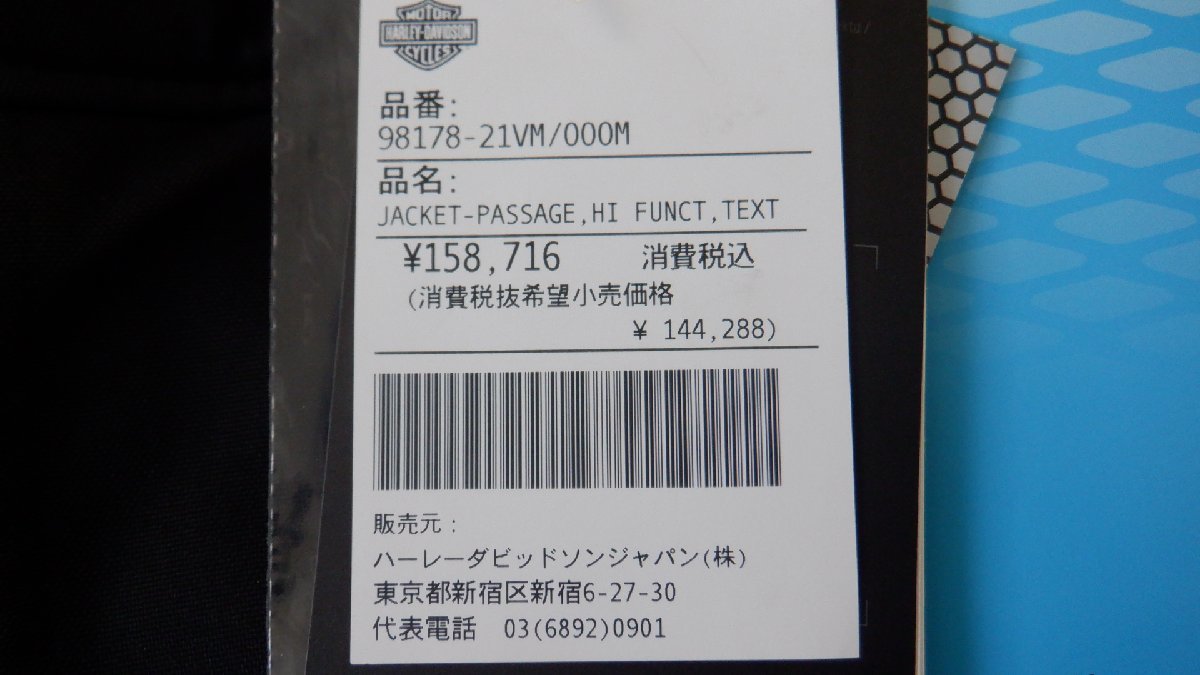 MOTOR
HARLEY-DAVIDSON
CYCLES
品番:
98178-21VM/000M
品名:
JACKET-PASSAGE,HI FUNCT,TEXT
¥158,716 消費税込
(消費税抜希望小売価格
¥ 144,288)
販売元:
ハーレーダビッドソンジャパン(株)
東京都新宿区新宿6-27-30
代表電話 03(6892)0901